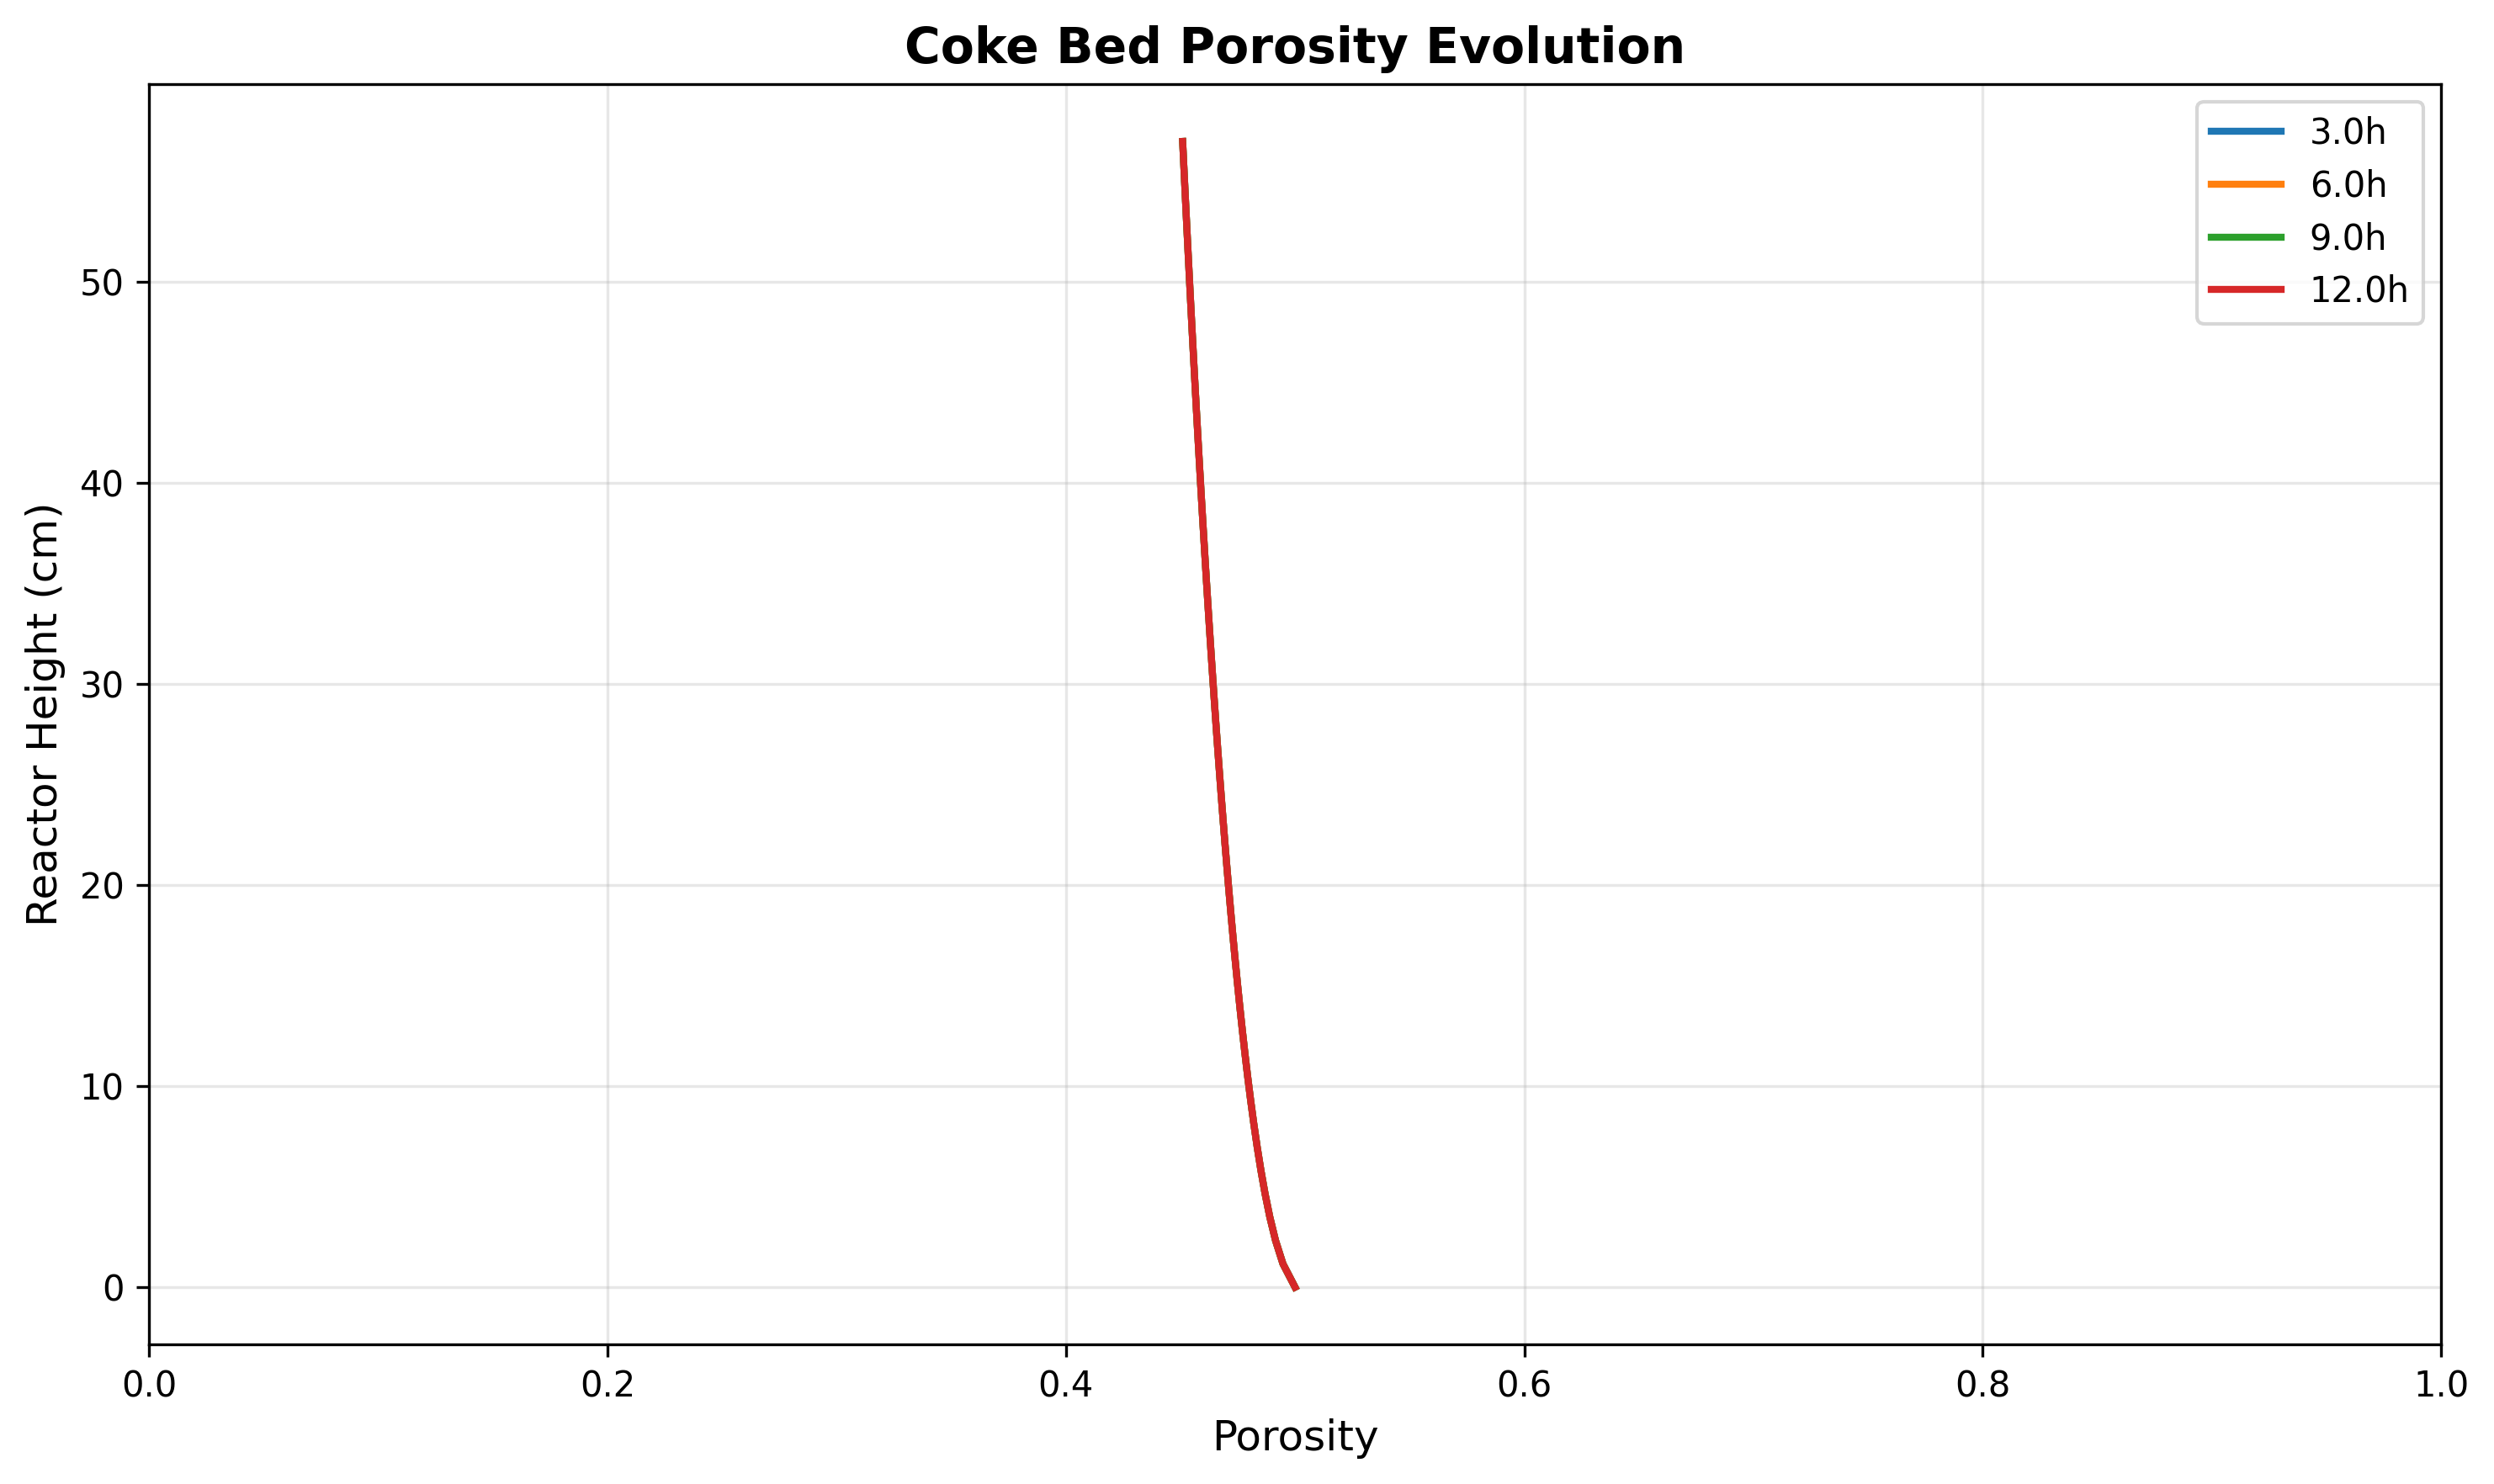 Coke Bed Porosity Evolution
3.0h
6.0h
9.0h
12.0h
Reactor Height (cm)
50
40
30
20
10
0
0.0 0.2 0.4 0.6 0.8 1.0
Porosity